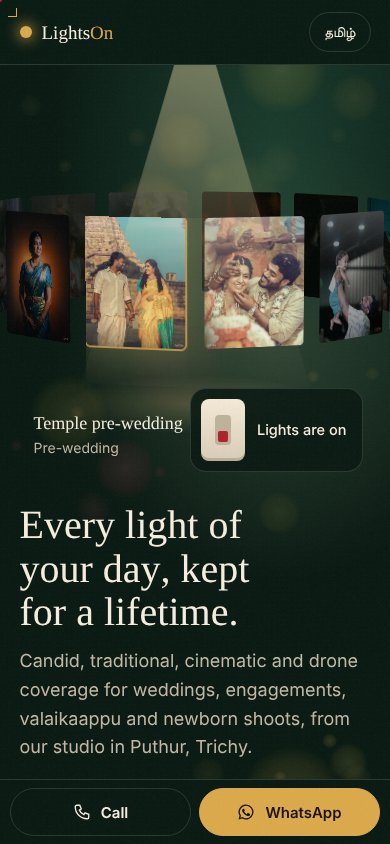 LightsOn
தமிழ்
Temple pre-wedding
Pre-wedding
Lights are on
Every light of
your day, kept
for a lifetime.
Candid, traditional, cinematic and drone
coverage for weddings, engagements,
valaikaappu and newborn shoots, from
our studio in Puthur, Trichy.
Call
WhatsApp